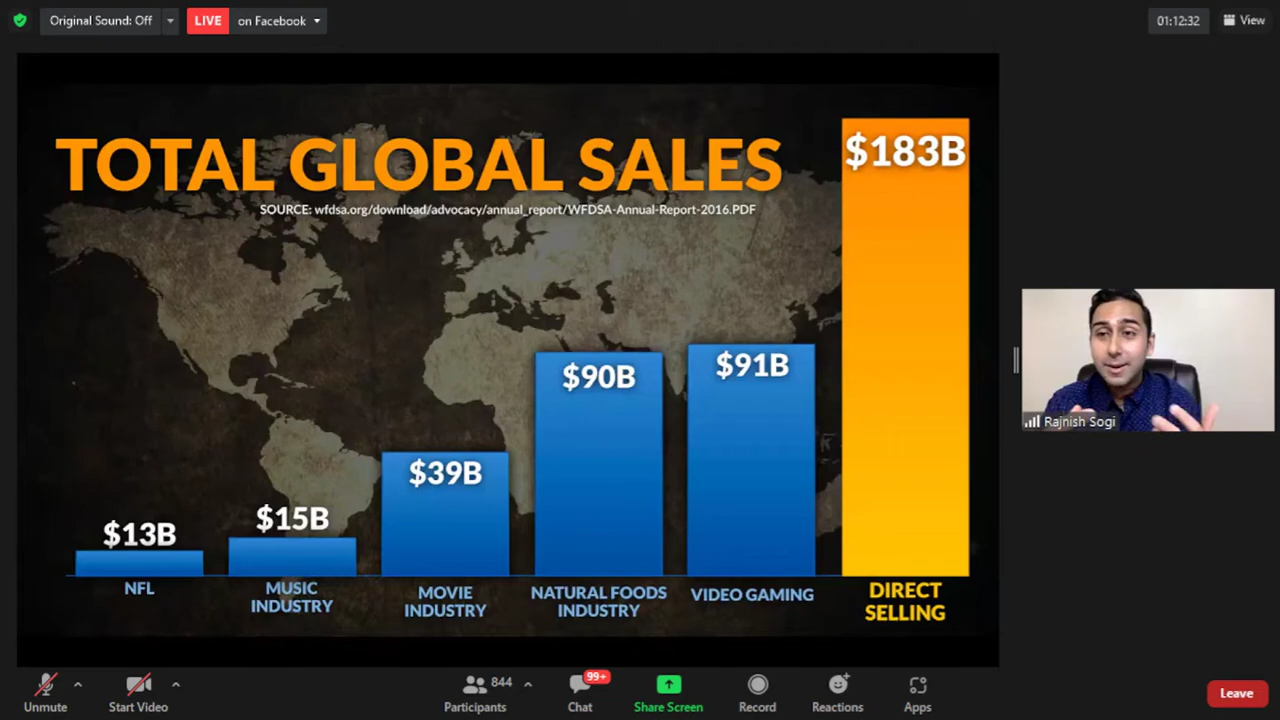 Original Sound: Off
LIVE on Facebook
01:12:32
View
TOTAL GLOBAL SALES
SOURCE: wfdsa.org/download/advocacy/annual_report/WFDSA-Annual-Report-2016.PDF
$13B
$15B
$39B
$90B
$91B
$183B
NFL
MUSIC
INDUSTRY
MOVIE
INDUSTRY
NATURAL FOODS
INDUSTRY
VIDEO GAMING
DIRECT
SELLING
Rajnish Sogi
Unmute
Start Video
844
Participants
99+
Chat
Share Screen
Record
Reactions
Apps
Leave